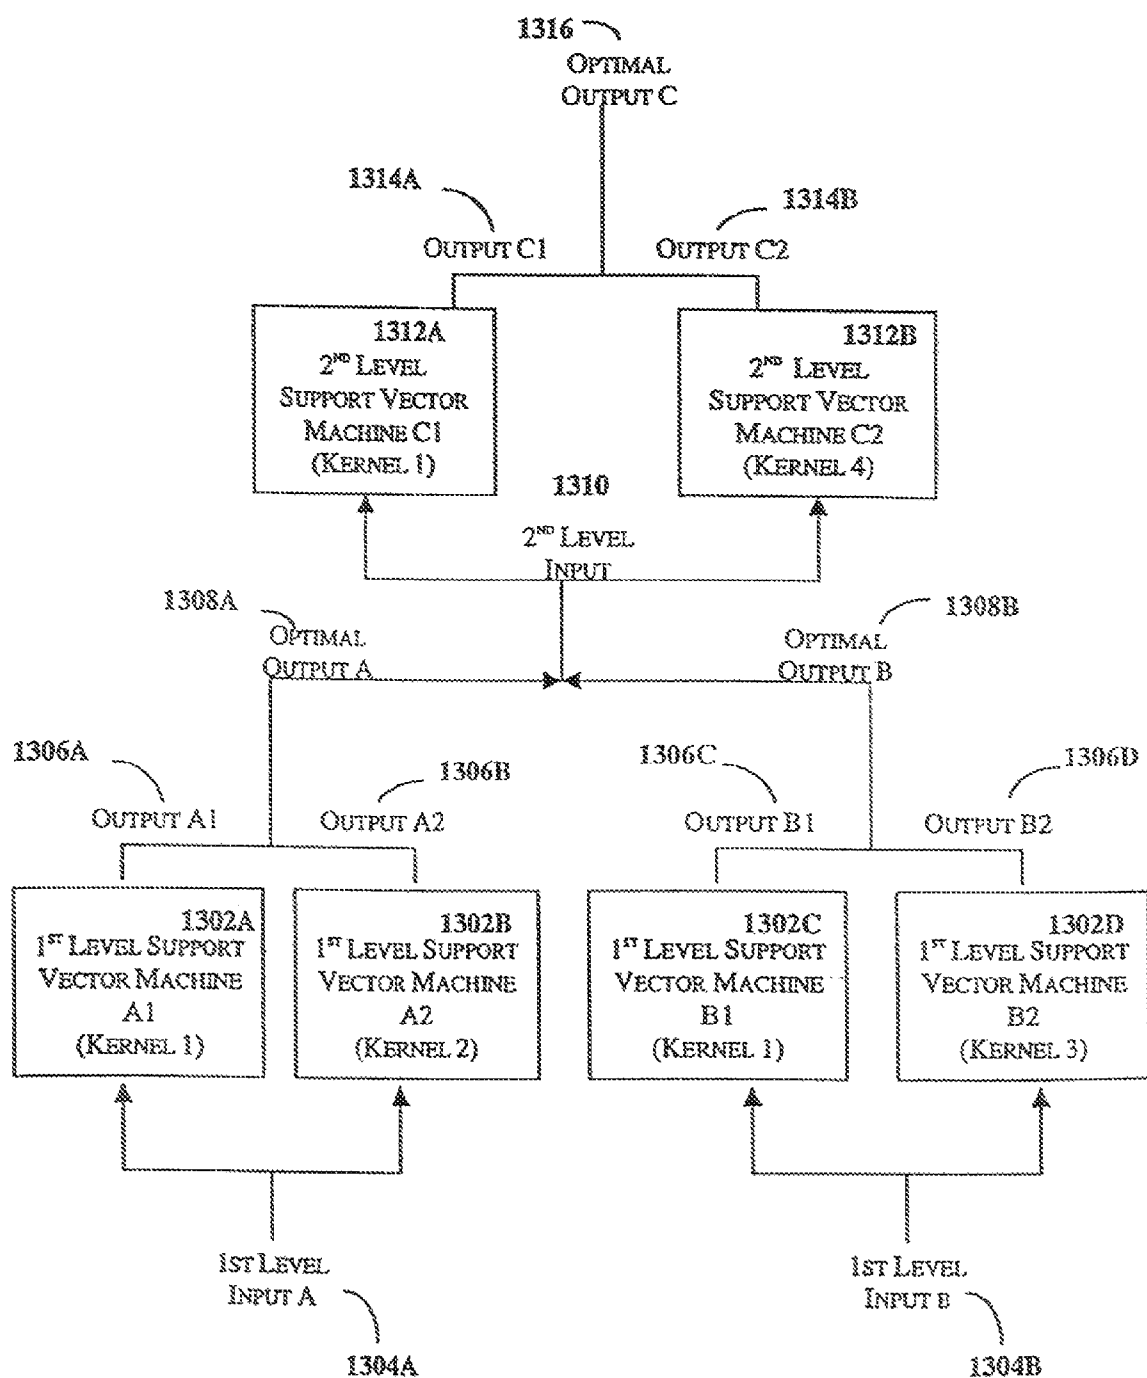 1316
OPTIMAL
OUTPUT C
1314A
1314B
OUTPUT C1
OUTPUT C2
1312A
2ND LEVEL
SUPPORT VECTOR
MACHINE C1
(KERNEL 1)
1312B
2ND LEVEL
SUPPORT VECTOR
MACHINE C2
(KERNEL 4)
1310
2ND LEVEL
INPUT
1308A
OPTIMAL
OUTPUT A
1308B
OPTIMAL
OUTPUT B
1306A
OUTPUT A1
1306B
OUTPUT A2
1306C
OUTPUT B1
1306D
OUTPUT B2
1302A
1ST LEVEL SUPPORT
VECTOR MACHINE
A1
(KERNEL 1)
1302B
1ST LEVEL SUPPORT
VECTOR MACHINE
A2
(KERNEL 2)
1302C
1ST LEVEL SUPPORT
VECTOR MACHINE
B1
(KERNEL 1)
1302D
1ST LEVEL SUPPORT
VECTOR MACHINE
B2
(KERNEL 3)
1ST LEVEL
INPUT A
1304A
1ST LEVEL
INPUT B
1304B